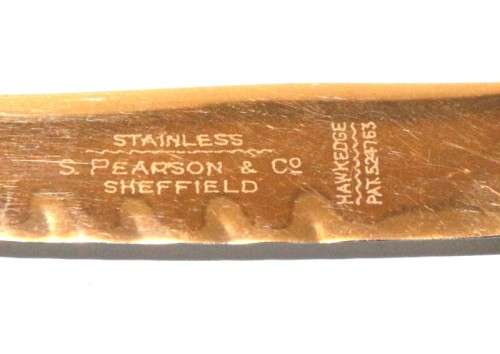 STAINLESS
S. PEARSON & Co
SHEFFIELD
HAWKEDGE
PAT. 524763